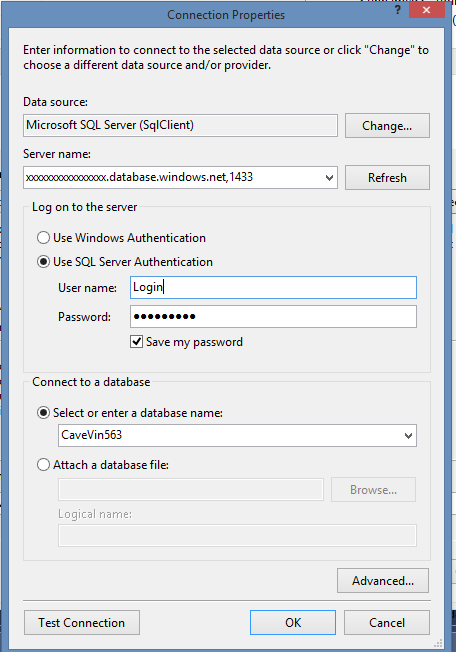 Connection Properties
?
Enter information to connect to the selected data source or click "Change" to
choose a different data source and/or provider.
Data source:
Microsoft SQL Server (SqlClient)
Change...
Server name:
xxxxxxxxxxxxxxx.database.windows.net,1433
Refresh
Log on to the server
Use Windows Authentication
Use SQL Server Authentication
User name:
Login
Password:
●●●●●●●●●
Save my password
Connect to a database
Select or enter a database name:
CaveVin563
Attach a database file:
Browse...
Logical name:
Advanced...
Test Connection
OK
Cancel